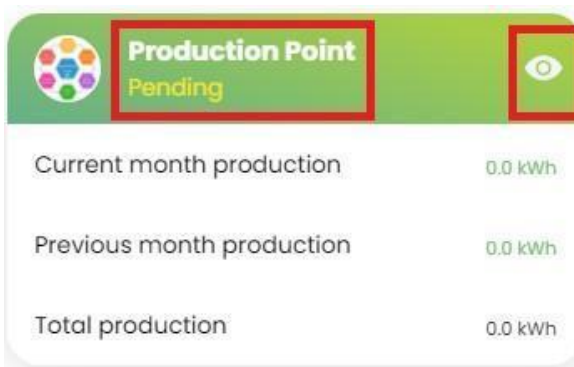 Production Point
Pending
Current month production 0.0 kWh
Previous month production 0.0 kWh
Total production 0.0 kWh